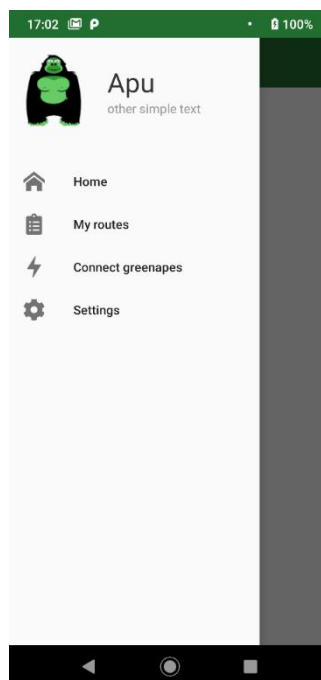 17:02
100%
Apu
other simple text
Home
My routes
Connect greenapes
Settings